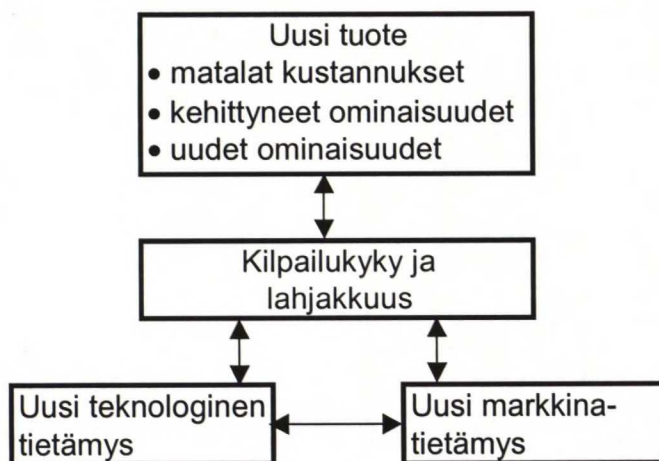 Uusi tuote
• matalat kustannukset
• kehittyneet ominaisuudet
• uudet ominaisuudet
Kilpailukyky ja
lahjakkuus
Uusi teknologinen
tietämys
Uusi markkina-
tietämys